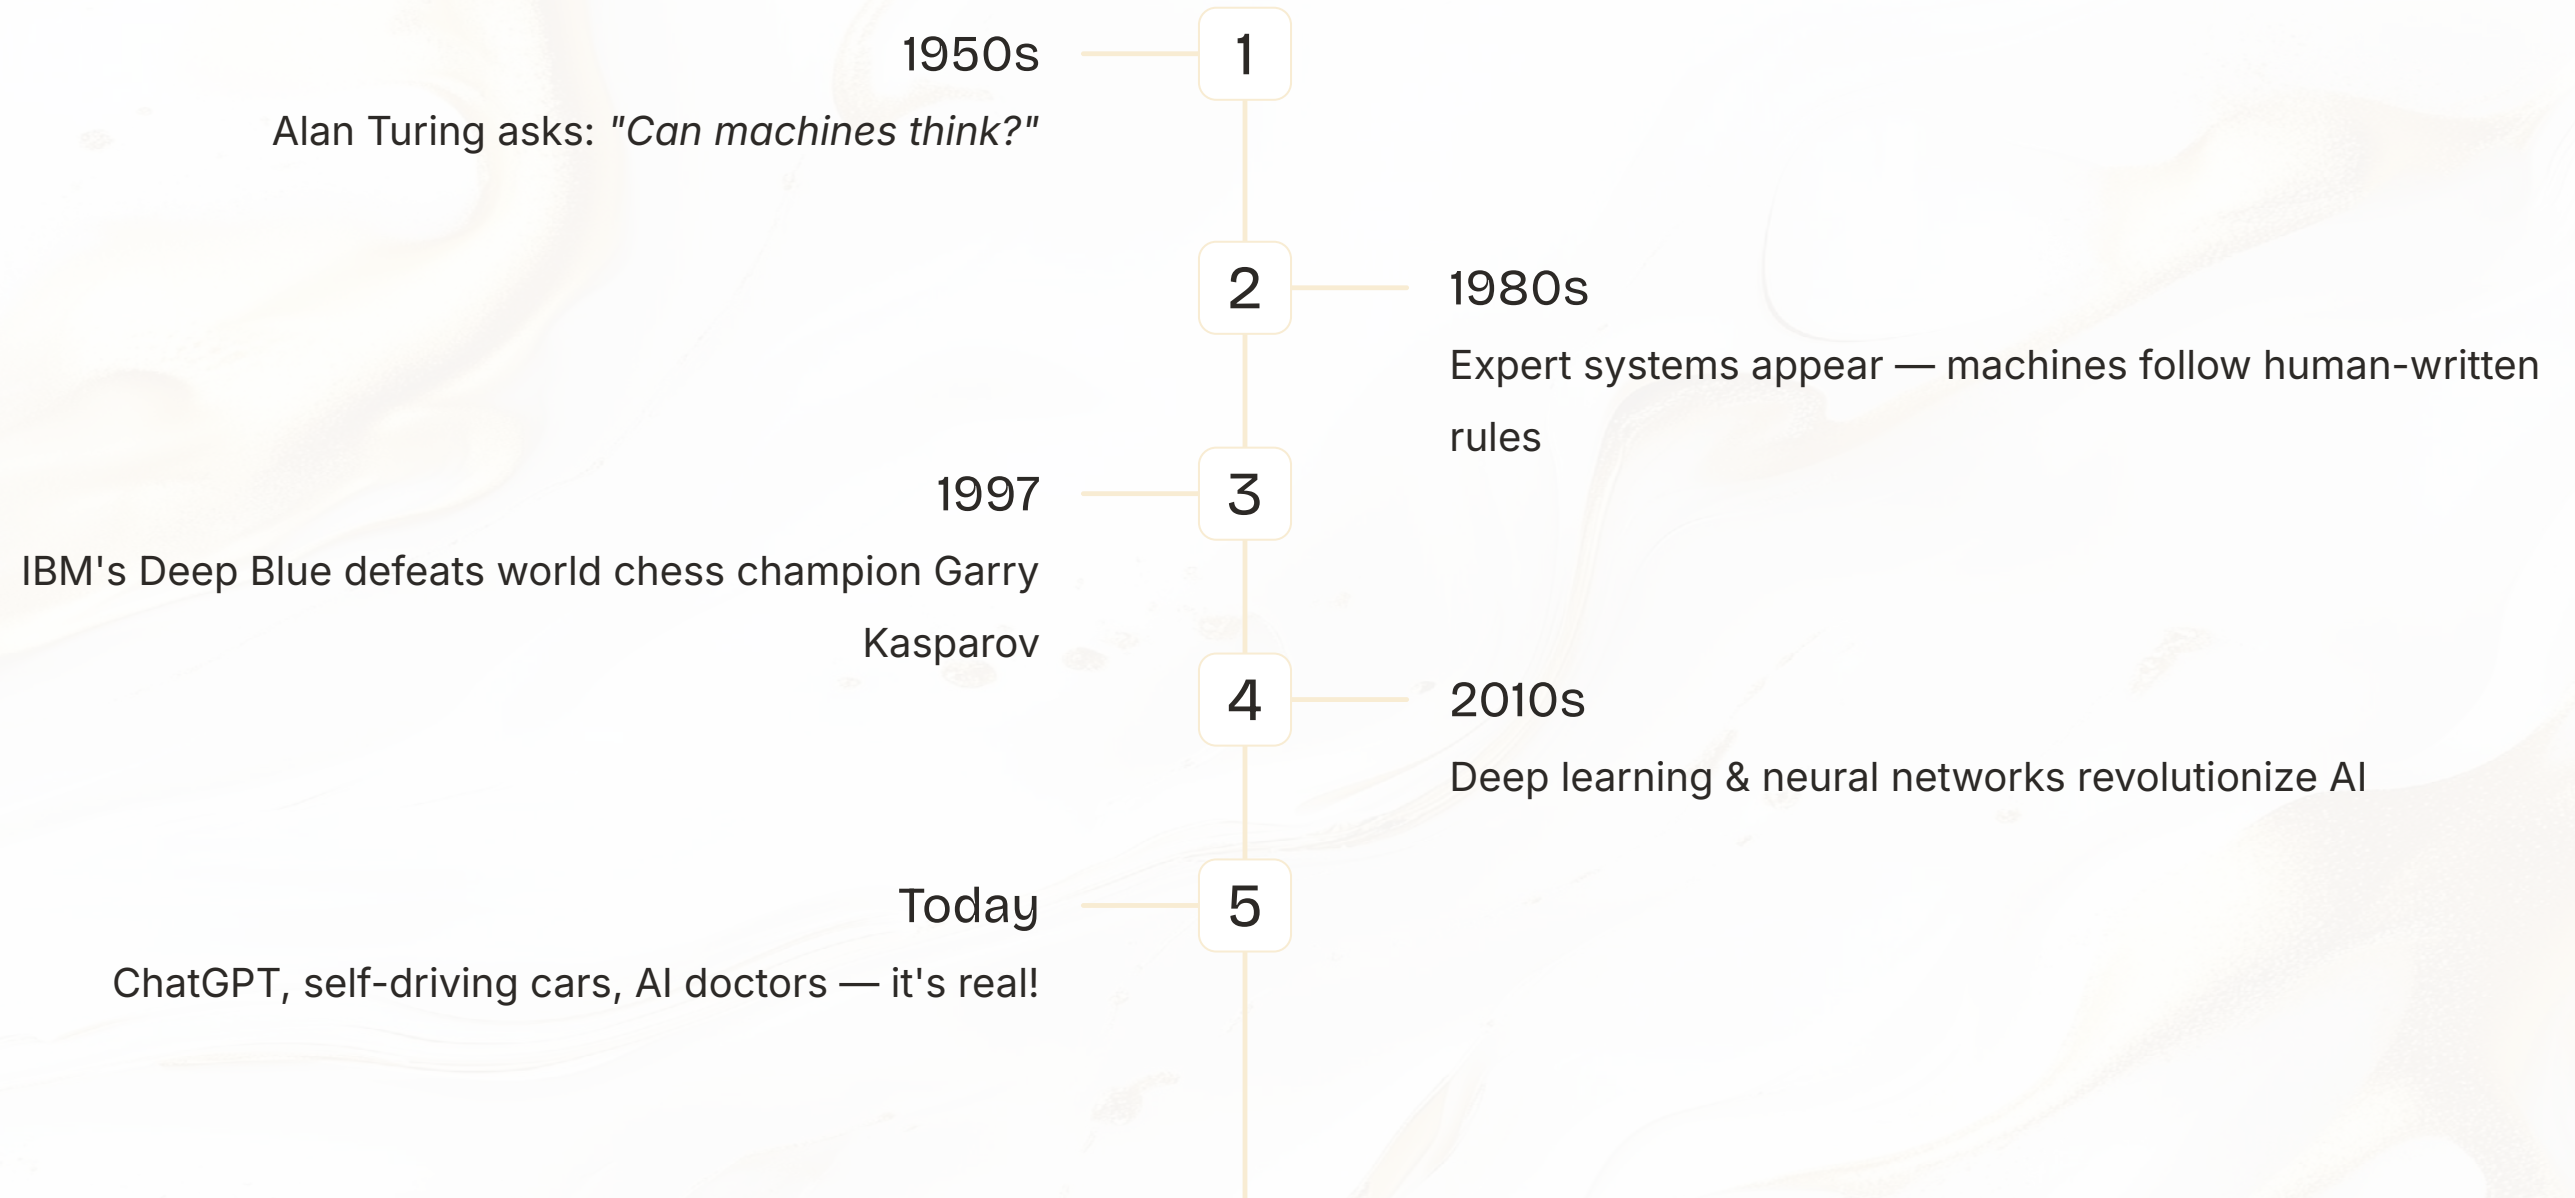 1
1950s
Alan Turing asks: "Can machines think?"
2
1980s
Expert systems appear — machines follow human-written
rules
3
1997
IBM's Deep Blue defeats world chess champion Garry
Kasparov
4
2010s
Deep learning & neural networks revolutionize AI
5
Today
ChatGPT, self-driving cars, AI doctors — it's real!